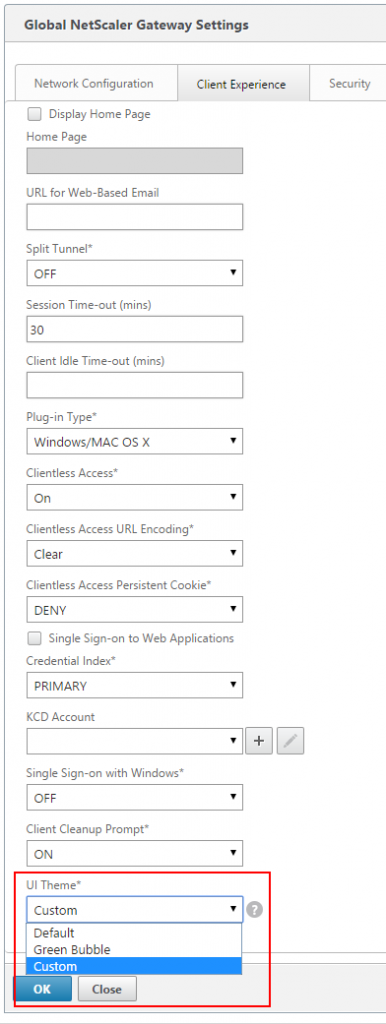 Global NetScaler Gateway Settings
Network Configuration Client Experience Security
Display Home Page
Home Page
URL for Web-Based Email
Split Tunnel*
OFF
Session Time-out (mins)
30
Client Idle Time-out (mins)
Plug-in Type*
Windows/MAC OS X
Clientless Access*
On
Clientless Access URL Encoding*
Clear
Clientless Access Persistent Cookie*
DENY
Single Sign-on to Web Applications
Credential Index*
PRIMARY
KCD Account
+
Single Sign-on with Windows*
OFF
Client Cleanup Prompt*
ON
UI Theme*
Custom ?
Default
Green Bubble
Custom
OK Close